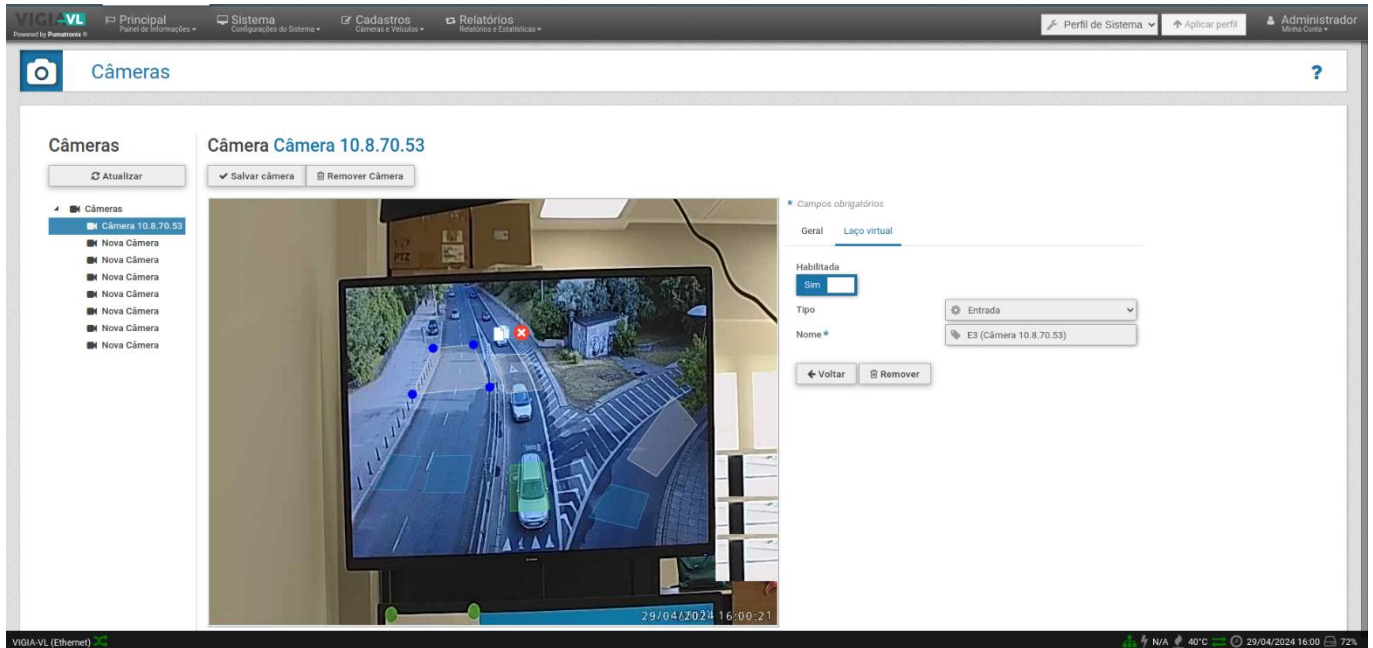 VIGIA-VL
Powered by Pumatronix ®
Principal
Painel de Informações
Sistema
Configurações do Sistema
Cadastros
Câmeras e Veículos
Relatórios
Relatórios e Estatísticas
Perfil de Sistema
Aplicar perfil
Administrador
Minha Conta
Câmeras
?
Câmeras
Atualizar
Câmeras
Câmera 10.8.70.53
Nova Câmera
Nova Câmera
Nova Câmera
Nova Câmera
Nova Câmera
Nova Câmera
Nova Câmera
Câmera Câmera 10.8.70.53
Salvar câmera
Remover Câmera
PTZ
29/04/2024 16:00:21
* Campos obrigatórios
Geral Laço virtual
Habilitada
Sim
Tipo
Entrada
Nome *
E3 (Câmera 10.8.70.53)
Voltar
Remover
VIGIA-VL (Ethernet)
N/A 40°C 29/04/2024 16:00 72%